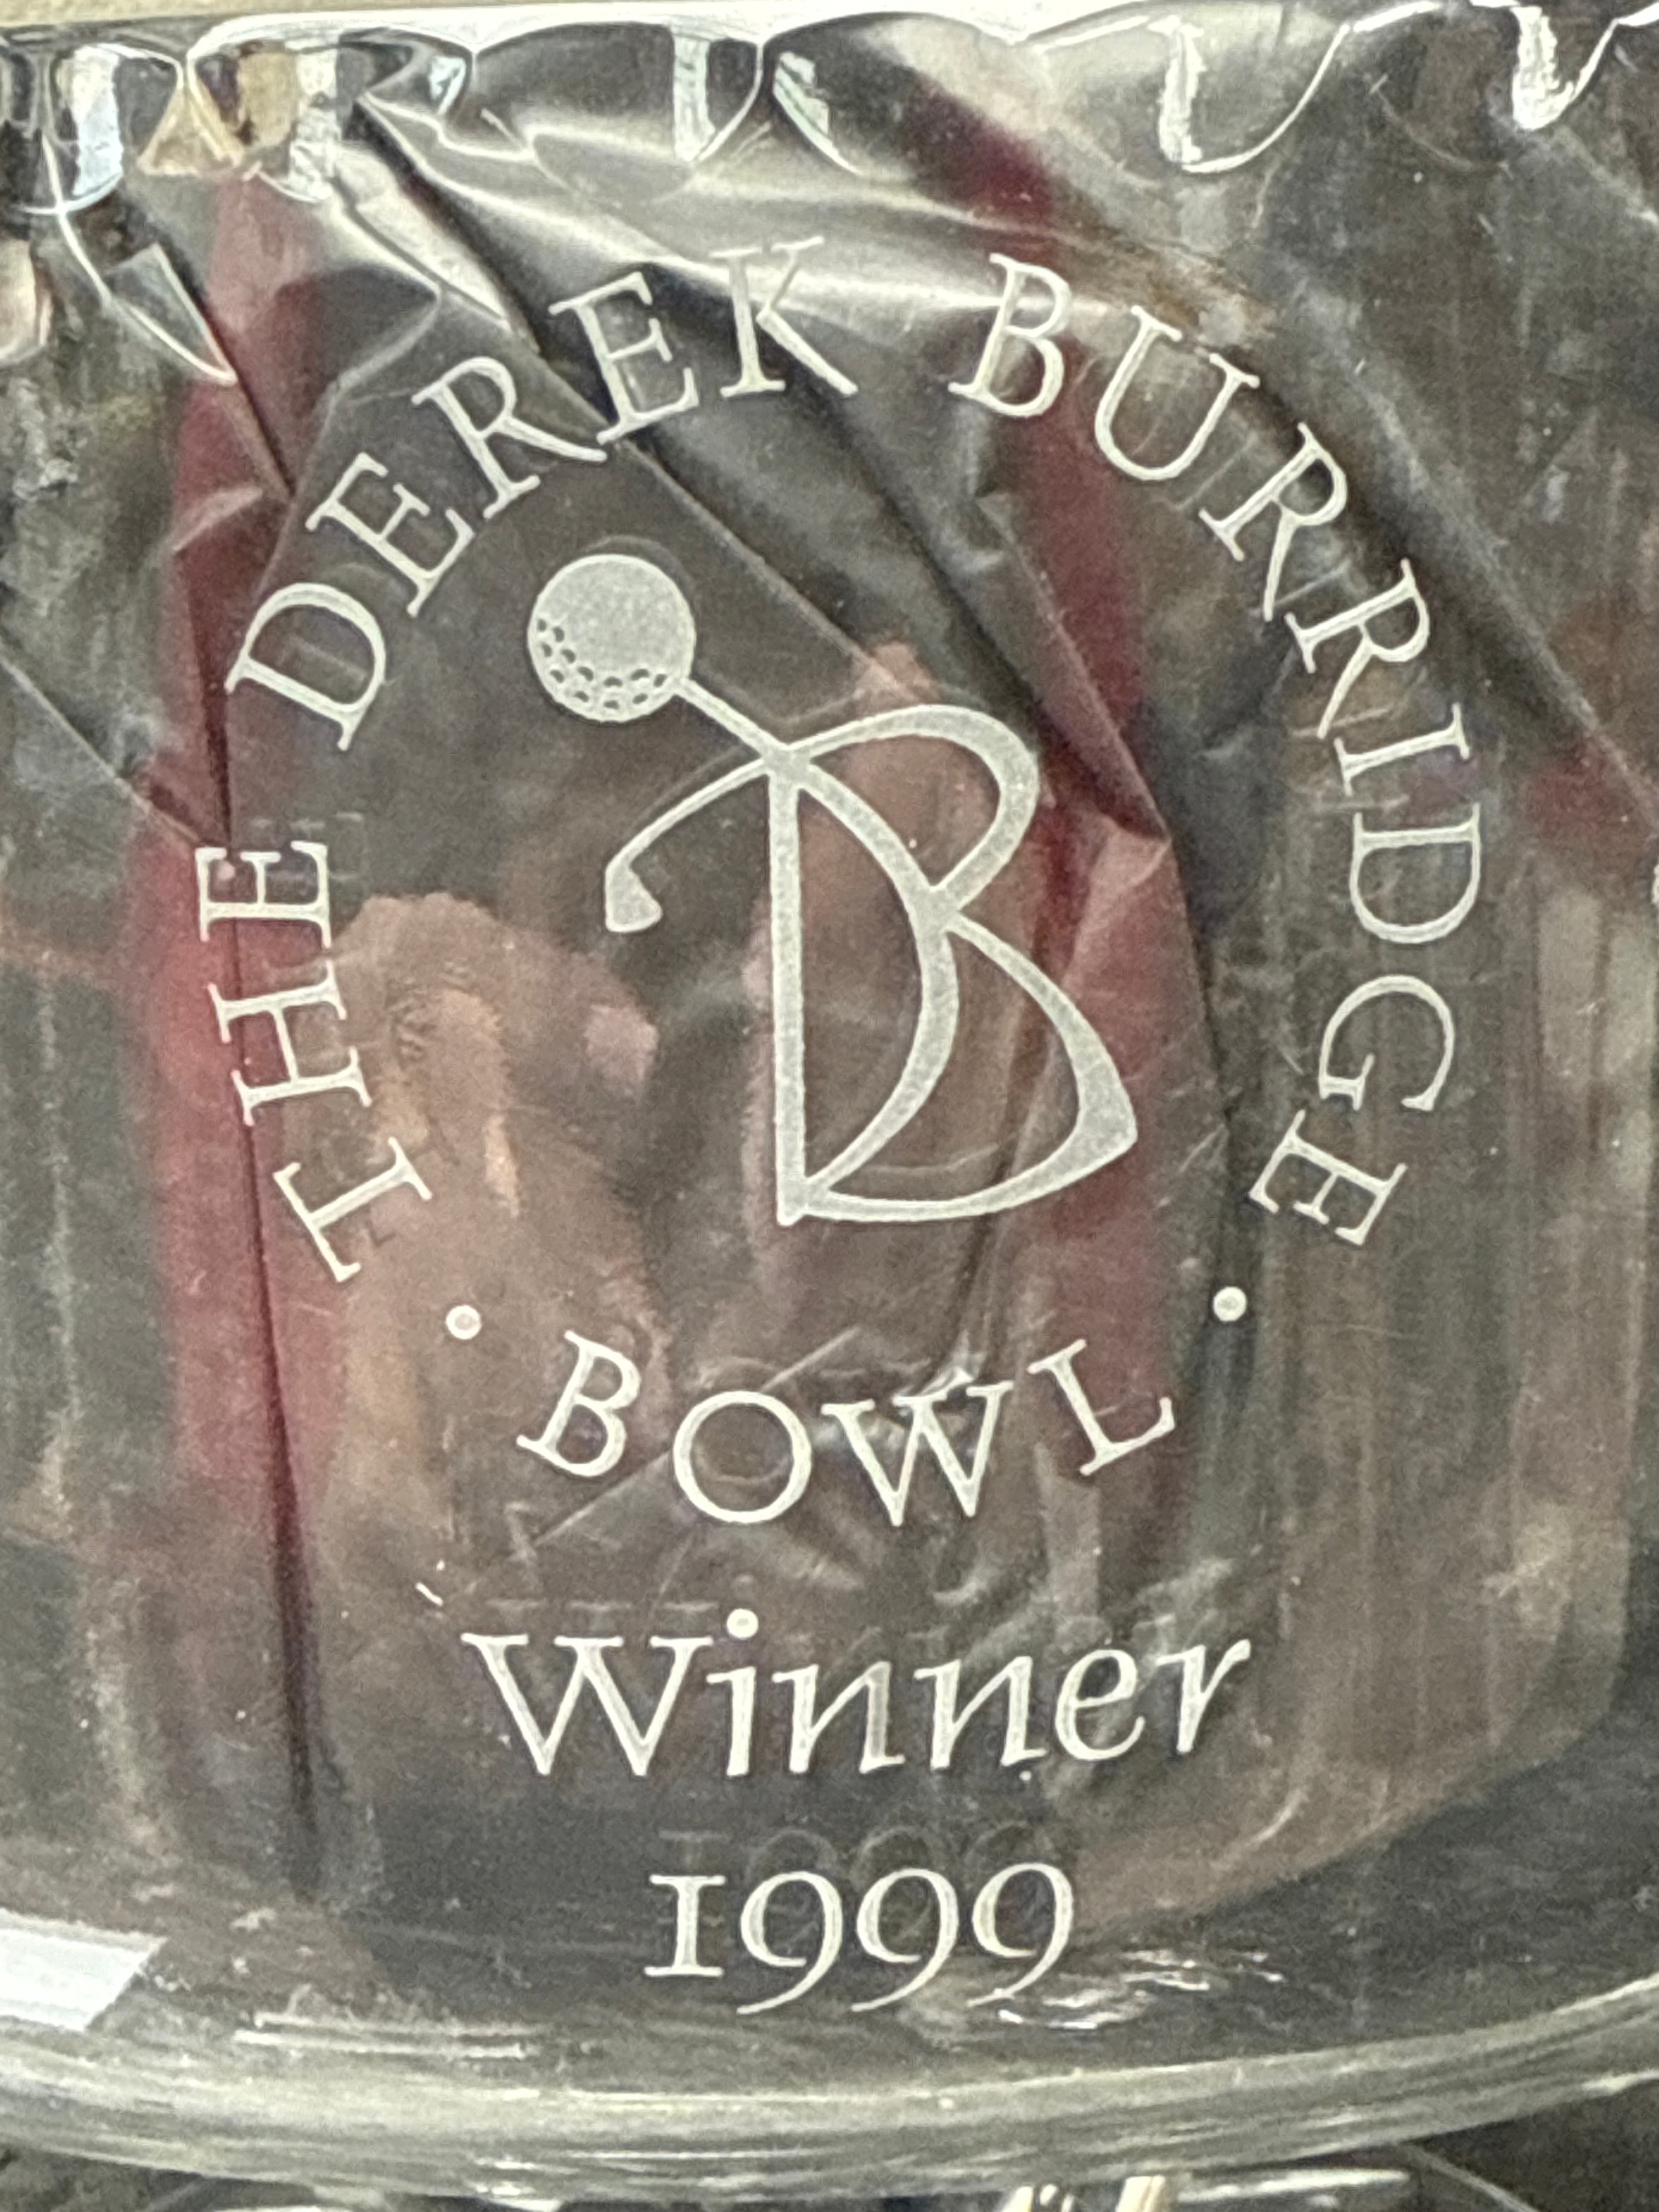 THE DEREK BURRIDGE
· BOWL ·
Winner
1999